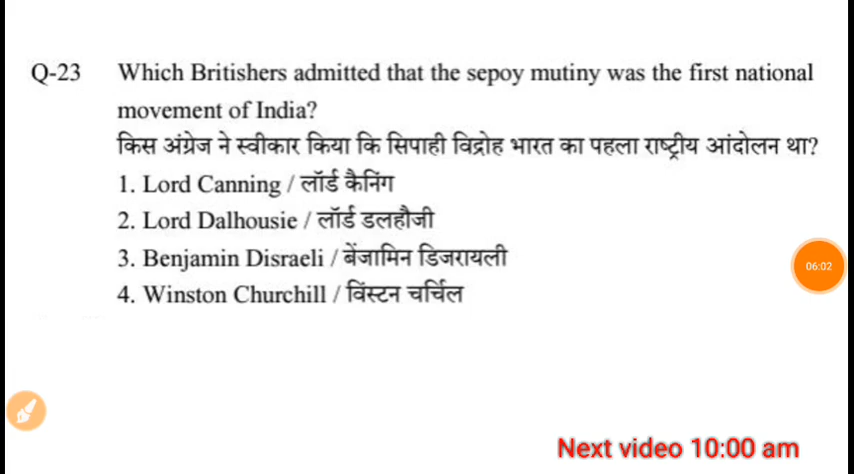 Q-23 Which Britishers admitted that the sepoy mutiny was the first national
movement of India?
किस अंग्रेज ने स्वीकार किया कि सिपाही विद्रोह भारत का पहला राष्ट्रीय आंदोलन था?
1. Lord Canning / लॉर्ड कैनिंग
2. Lord Dalhousie / लॉर्ड डलहौजी
3. Benjamin Disraeli / बेंजामिन डिजरायली
06:02
4. Winston Churchill / विंस्टन चर्चिल
Next video 10:00 am